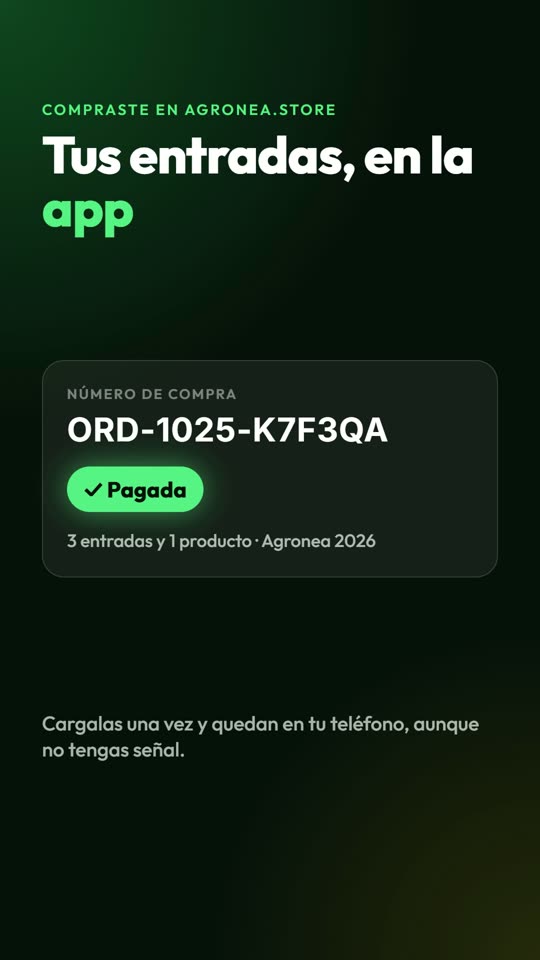 COMPRASTE EN AGRONEA.STORE
Tus entradas, en la
app
NÚMERO DE COMPRA
ORD-1025-K7F3QA
✓ Pagada
3 entradas y 1 producto · Agronea 2026
Cargalas una vez y quedan en tu teléfono, aunque
no tengas señal.